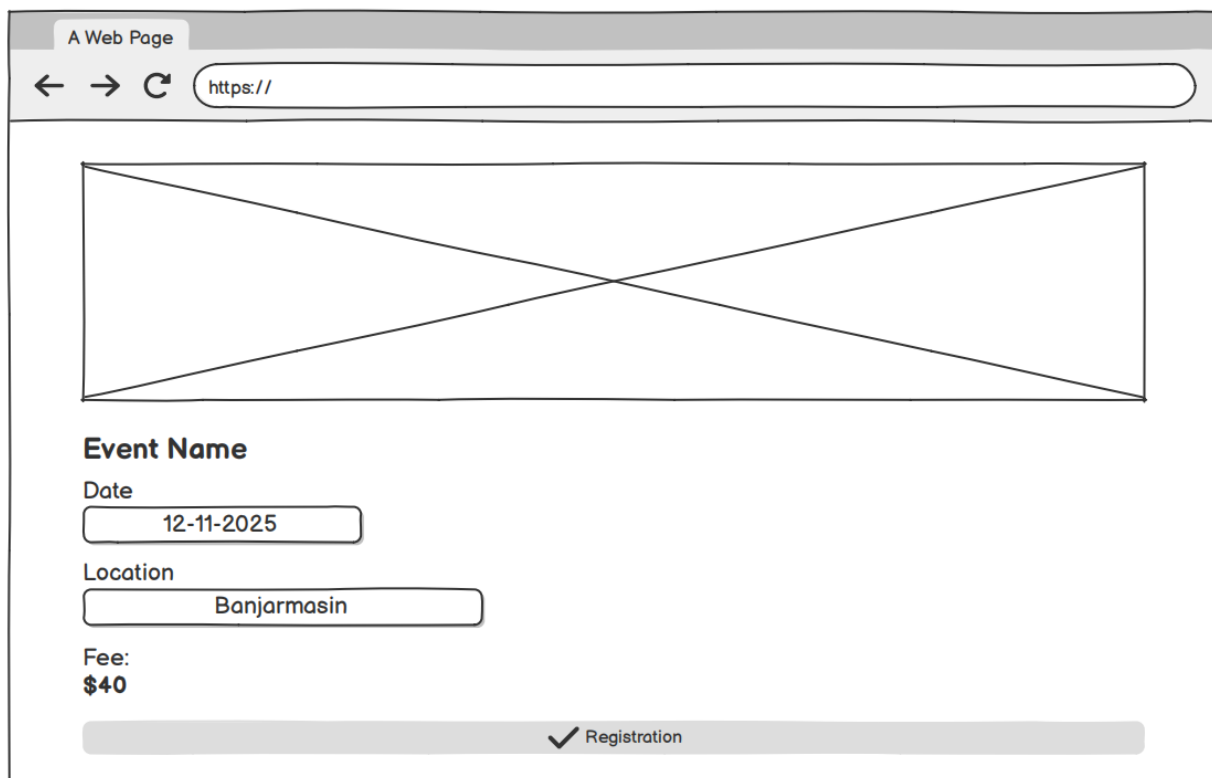 A Web Page
https://
Event Name
Date
12-11-2025
Location
Banjarmasin
Fee:
$40
Registration